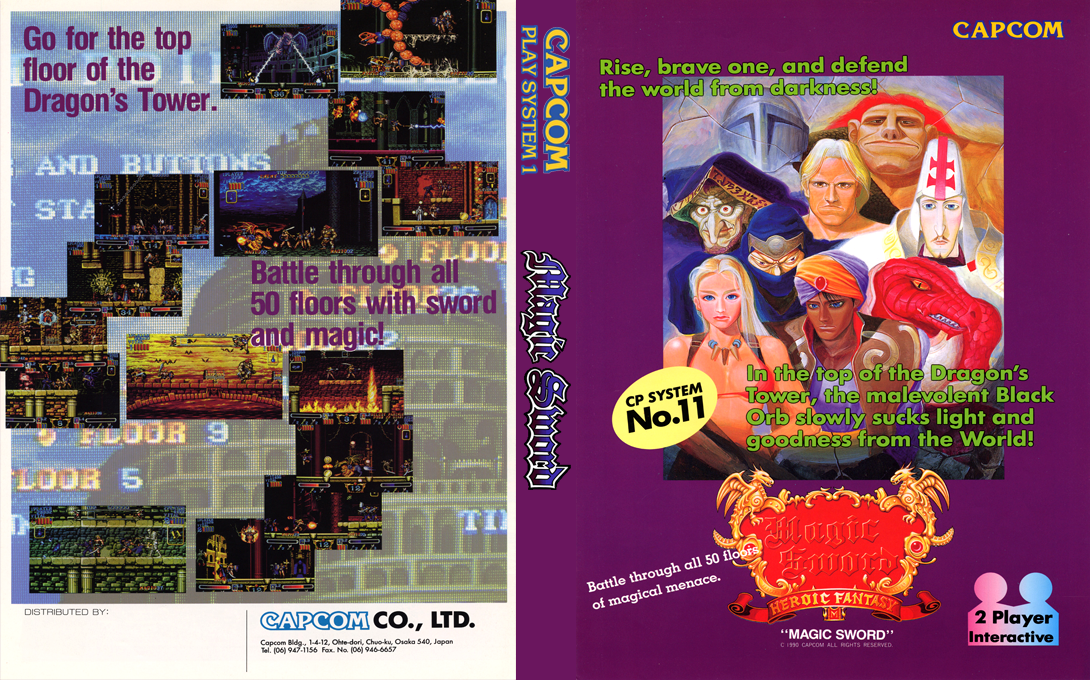 Go for the top
floor of the
Dragon's Tower.
AND BUTTONS
STA
FLOOR
Battle through all
50 floors with sword
and magic!
FLOOR 9
LOOR 5
TI
DISTRIBUTED BY:
CAPCOM CO., LTD.
Capcom Bldg., 1-4-12, Ohte-dori, Chuo-ku, Osaka 540, Japan
Tel. (06) 947-1156 Fax. No. (06) 946-6657
CAPCOM
PLAY SYSTEM 1
Magic Sword
CAPCOM
Rise, brave one, and defend
the world from darkness!
CP SYSTEM
No.11
In the top of the Dragon's
Tower, the malevolent Black
Orb slowly sucks light and
goodness from the World!
Magic
Sword
HEROIC FANTASY
Battle through all 50 floors
of magical menace.
"MAGIC SWORD"
© 1990 CAPCOM ALL RIGHTS RESERVED.
2 Player
Interactive